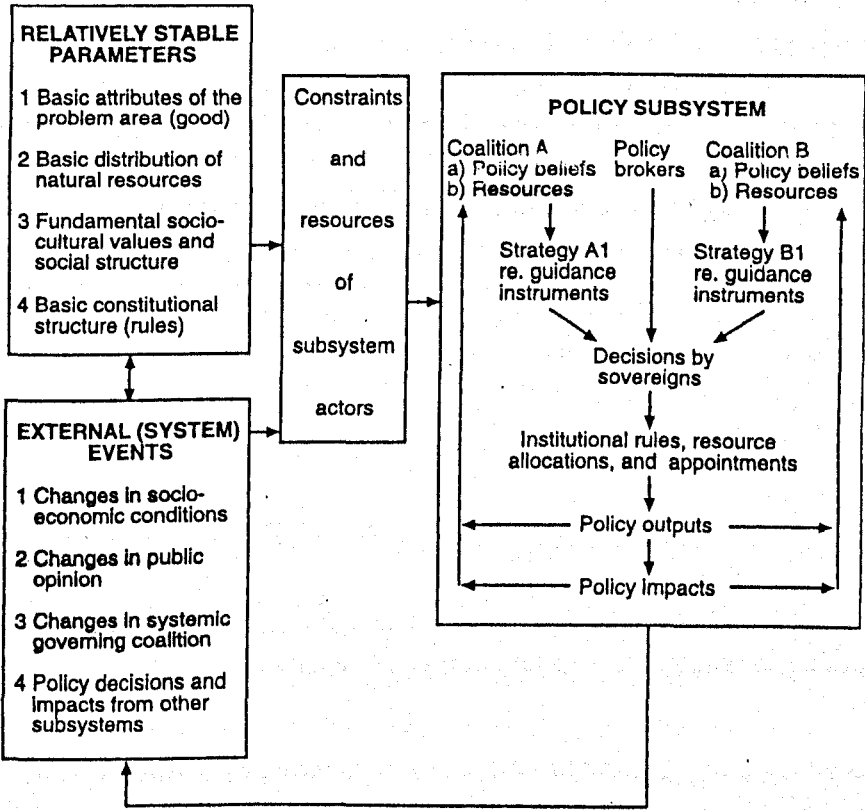 RELATIVELY STABLE
PARAMETERS
1 Basic attributes of the
problem area (good)
2 Basic distribution of
natural resources
3 Fundamental socio-
cultural values and
social structure
4 Basic constitutional
structure (rules)
EXTERNAL (SYSTEM)
EVENTS
1 Changes in socio-
economic conditions
2 Changes in public
opinion
3 Changes in systemic
governing coalition
4 Policy decisions and
impacts from other
subsystems
Constraints
and
resources
of
subsystem
actors
POLICY SUBSYSTEM
Coalition A
a) Policy beliefs
b) Resources
Policy
brokers
Coalition B
a) Policy beliefs
b) Resources
Strategy A1
re. guidance
instruments
Strategy B1
re. guidance
instruments
Decisions by
sovereigns
Institutional rules, resource
allocations, and appointments
Policy outputs
Policy impacts